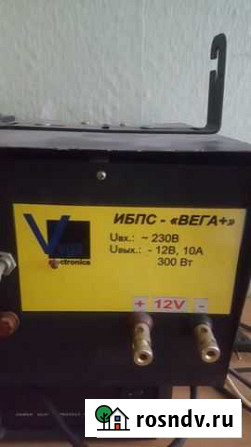 ИБПС - «ВЕГА+»
Uвх.: ~ 230В
Uвых.: - 12В, 10А
300 Вт
electronics
+ 12V -
rosndv.ru